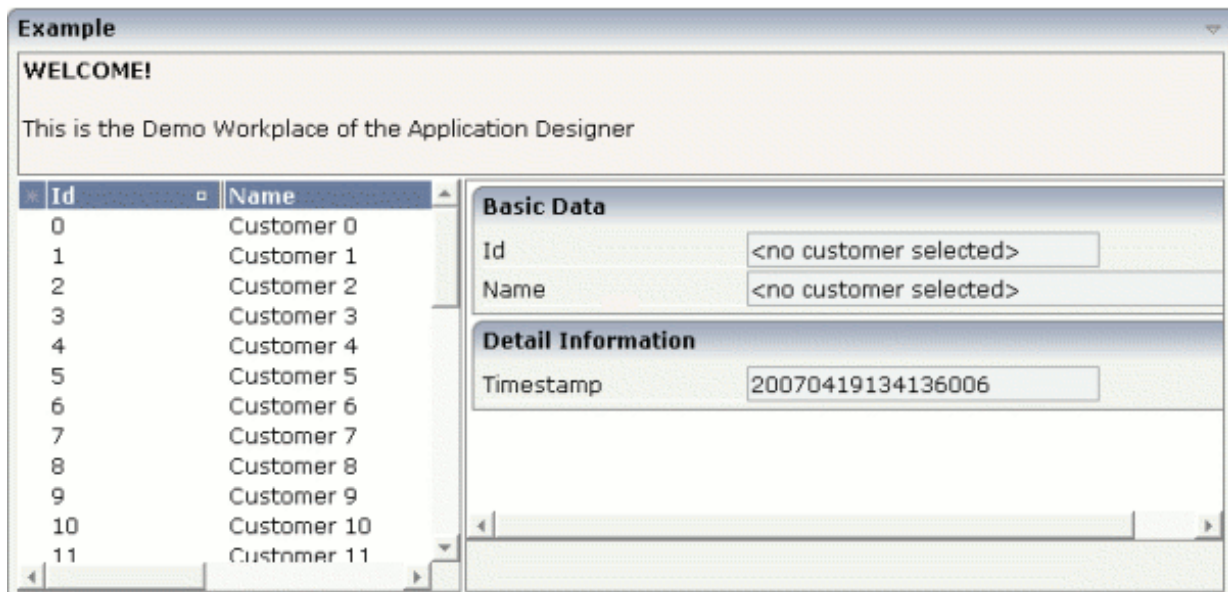 Example
WELCOME!
This is the Demo Workplace of the Application Designer
Id Name
0 Customer 0
1 Customer 1
2 Customer 2
3 Customer 3
4 Customer 4
5 Customer 5
6 Customer 6
7 Customer 7
8 Customer 8
9 Customer 9
10 Customer 10
11 Customer 11
Basic Data
Id <no customer selected>
Name <no customer selected>
Detail Information
Timestamp 20070419134136006